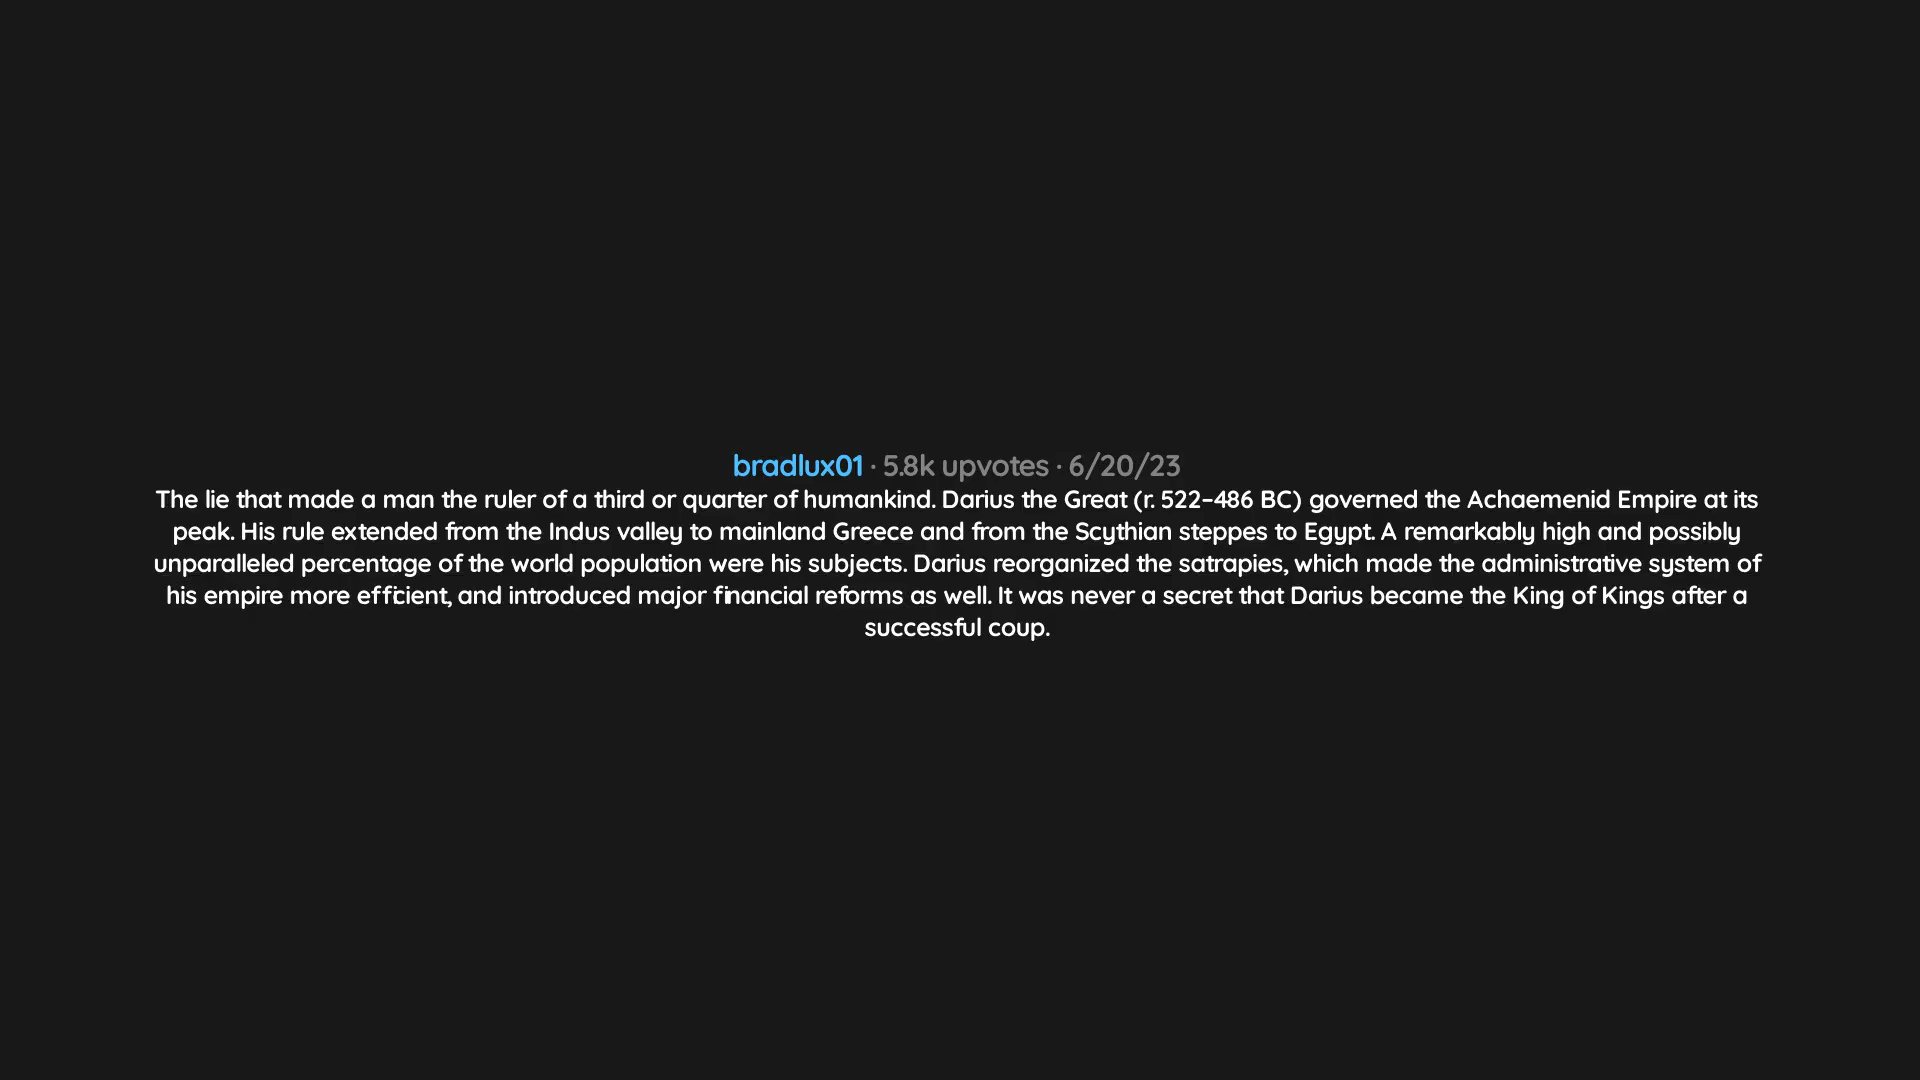 bradlux01 · 5.8k upvotes · 6/20/23
The lie that made a man the ruler of a third or quarter of humankind. Darius the Great (r. 522–486 BC) governed the Achaemenid Empire at its
peak. His rule extended from the Indus valley to mainland Greece and from the Scythian steppes to Egypt. A remarkably high and possibly
unparalleled percentage of the world population were his subjects. Darius reorganized the satrapies, which made the administrative system of
his empire more efficient, and introduced major financial reforms as well. It was never a secret that Darius became the King of Kings after a
successful coup.